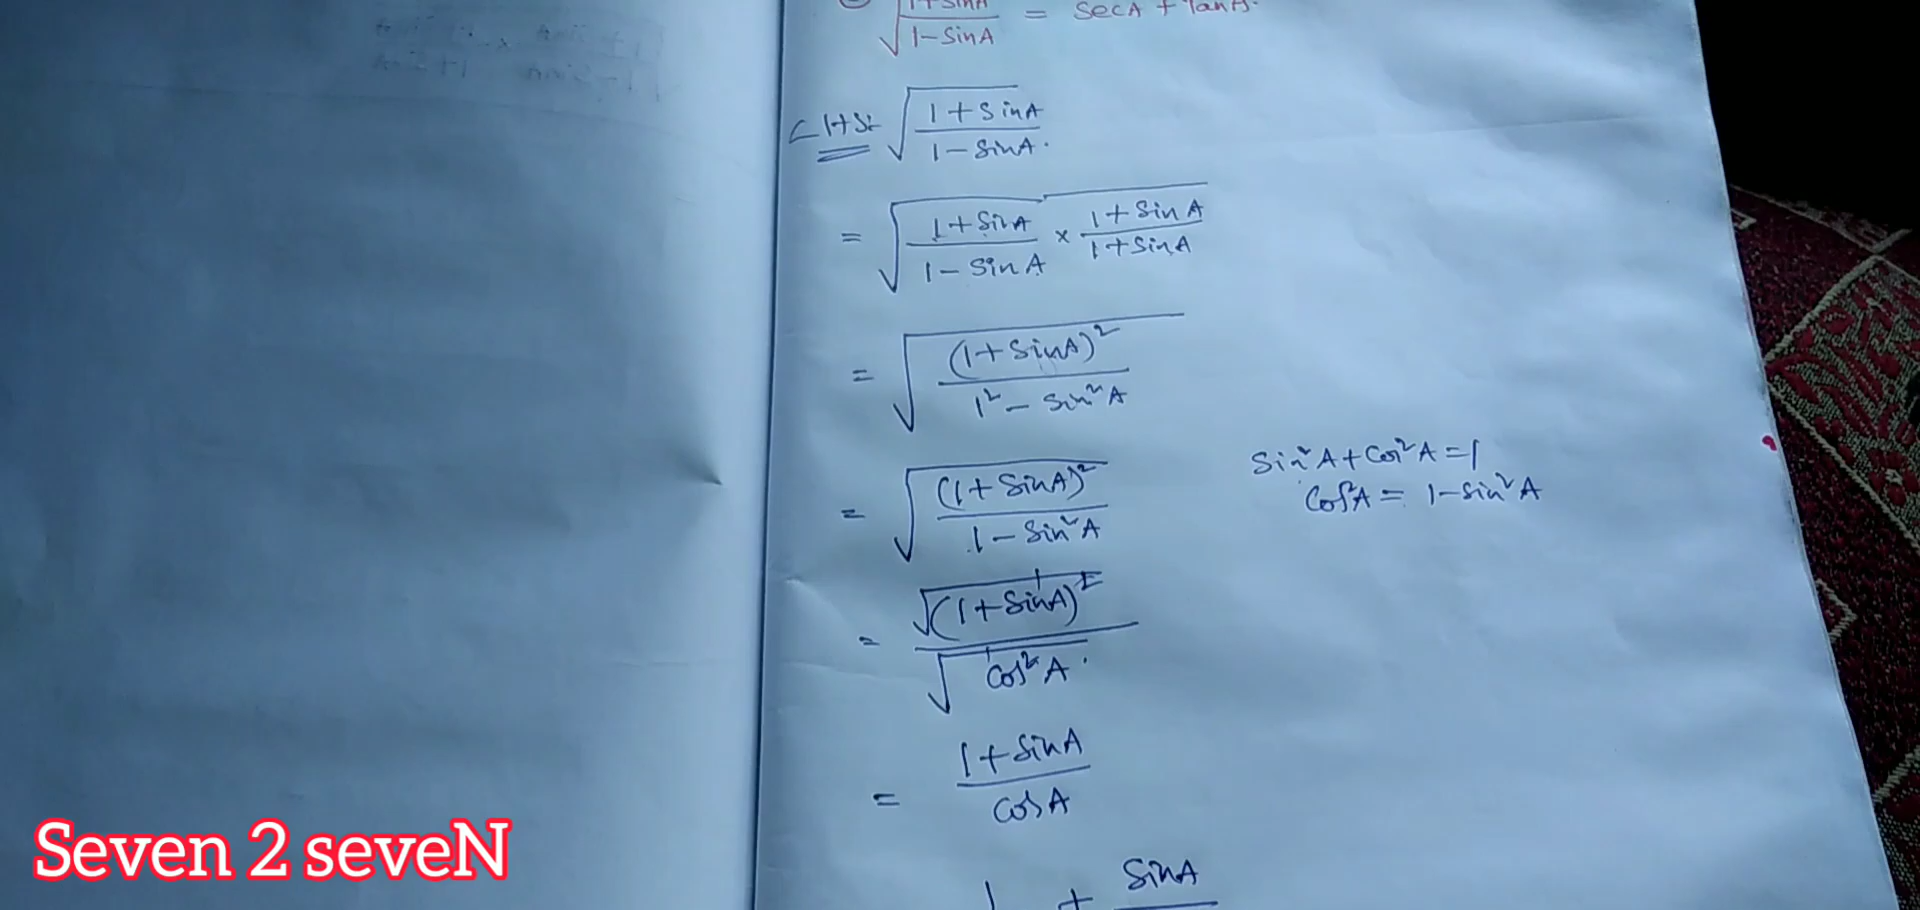 √(1+SinA)/(1-SinA) = SecA + TanA.
√(1+SinA)/(1-SinA).
= √(1+SinA)/(1-SinA) × (1+SinA)/(1+SinA)
= √(1+SinA)²/(1²-Sin²A)
= √(1+SinA)²/(1-Sin²A)
Sin²A+Cos²A=1
Cos²A = 1-Sin²A
= √(1+SinA)²/√Cos²A.
= (1+SinA)/CosA
1 + SinA
Seven 2 seveN